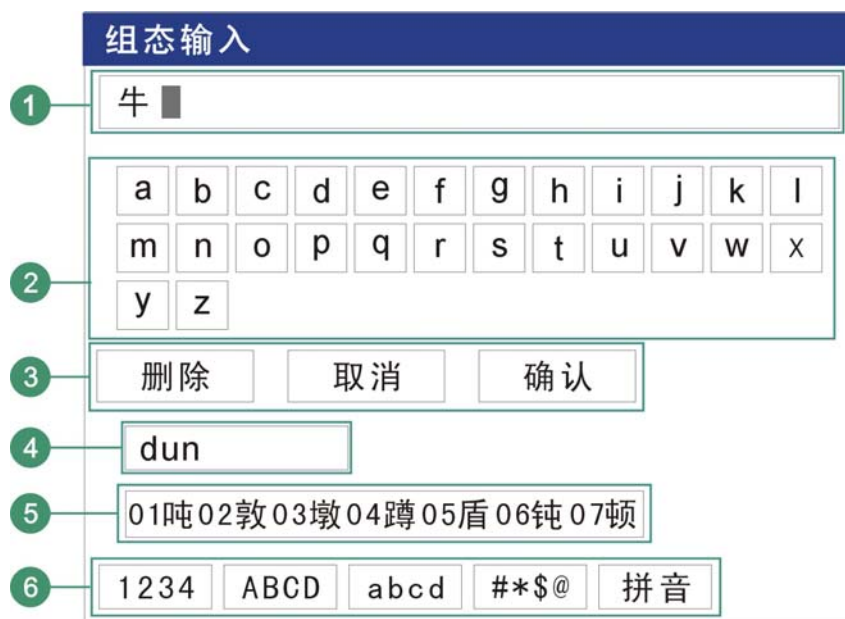 组态输入
1 牛
a b c d e f g h i j k l
m n o p q r s t u v w x
2
y z
3 删除 取消 确认
4 dun
5 01吨02敦03墩04蹲05盾06钝07顿
6 1234 ABCD abcd #*$@ 拼音